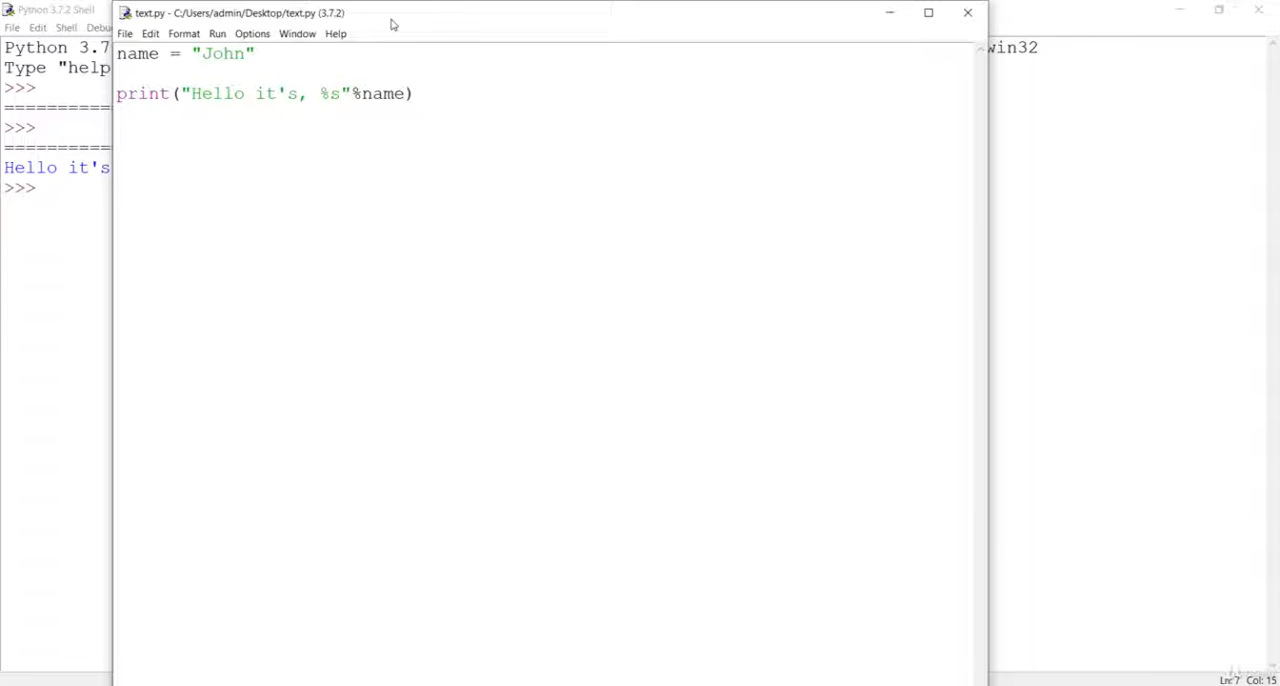 Python 3.7.2 Shell
File Edit Shell Debu
Python 3.7
win32
Type "help
>>>
===========
>>>
===========
Hello it's
>>>
text.py - C:/Users/admin/Desktop/text.py (3.7.2)
File Edit Format Run Options Window Help
name = "John"
print("Hello it's, %s"%name)
Ln: 7 Col: 15